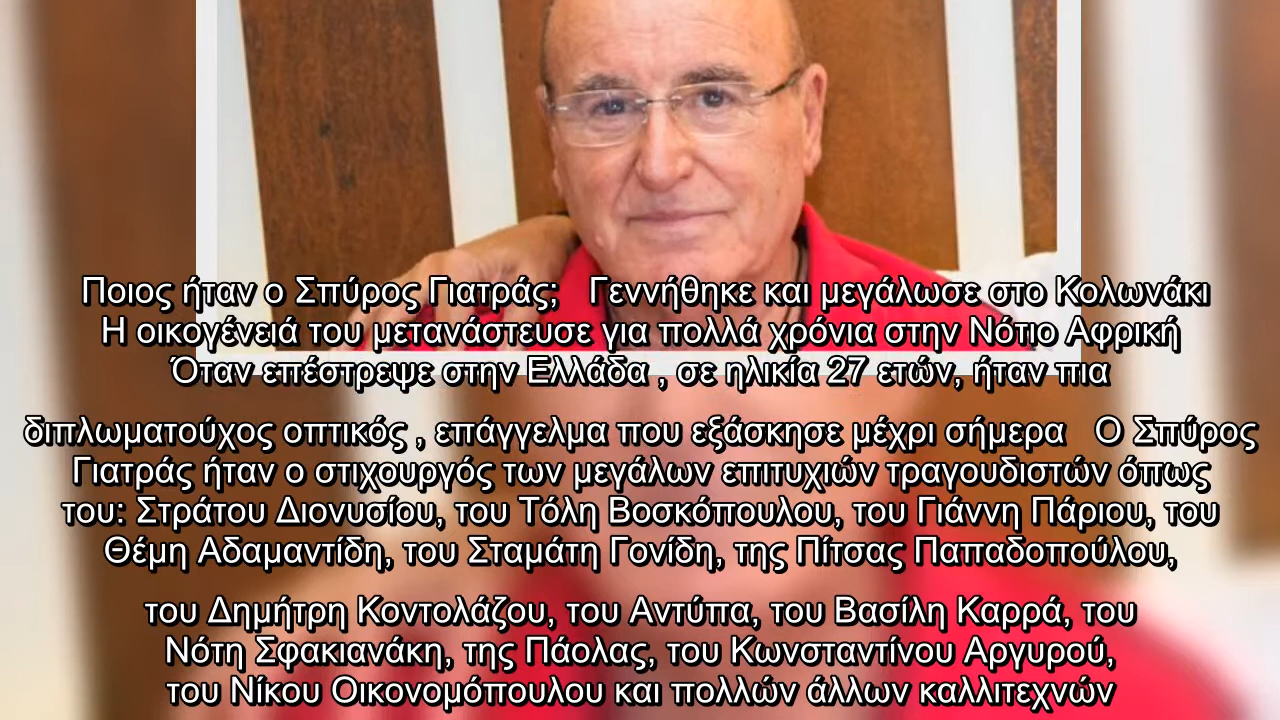 Ποιος ήταν ο Σπύρος Γιατράς; Γεννήθηκε και μεγάλωσε στο Κολωνάκι
Η οικογένειά του μετανάστευσε για πολλά χρόνια στην Νότιο Αφρική
Όταν επέστρεψε στην Ελλάδα , σε ηλικία 27 ετών, ήταν πια
διπλωματούχος οπτικός , επάγγελμα που εξάσκησε μέχρι σήμερα Ο Σπύρος
Γιατράς ήταν ο στιχουργός των μεγάλων επιτυχιών τραγουδιστών όπως
του: Στράτου Διονυσίου, του Τόλη Βοσκόπουλου, του Γιάννη Πάριου, του
Θέμη Αδαμαντίδη, του Σταμάτη Γονίδη, της Πίτσας Παπαδοπούλου,
του Δημήτρη Κοντολάζου, του Αντύπα, του Βασίλη Καρρά, του
Νότη Σφακιανάκη, της Πάολας, του Κωνσταντίνου Αργυρού,
του Νίκου Οικονομόπουλου και πολλών άλλων καλλιτεχνών